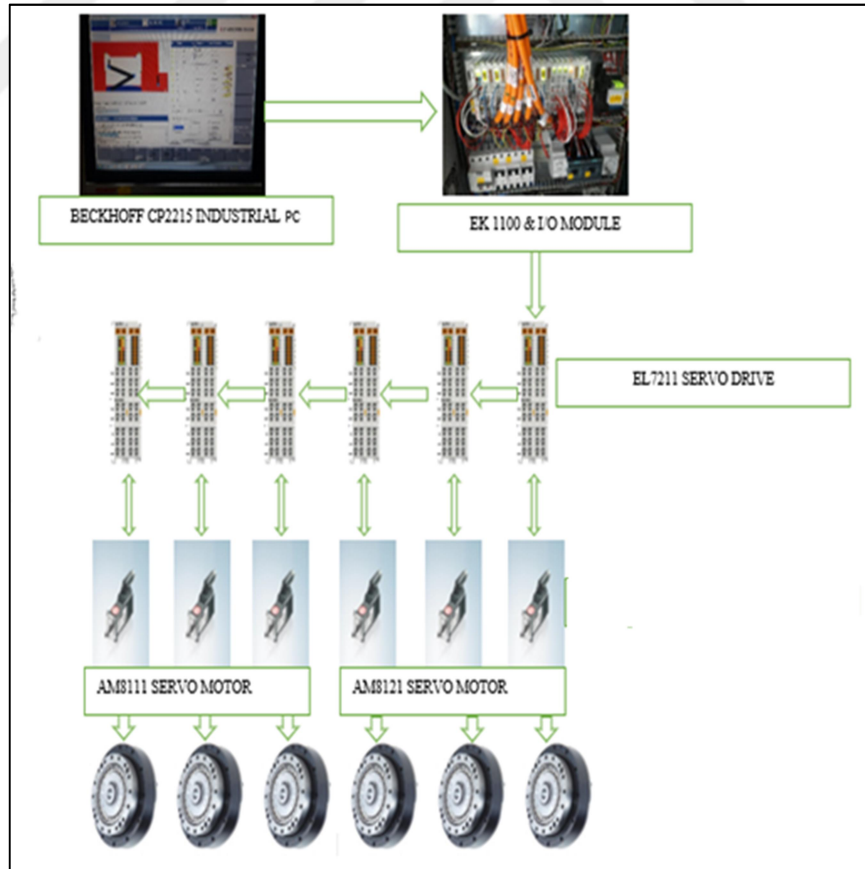 BECKHOFF CP2215 INDUSTRIAL PC
EK 1100 & I/O MODULE
EL7211 SERVO DRIVE
AM8111 SERVO MOTOR
AM8121 SERVO MOTOR